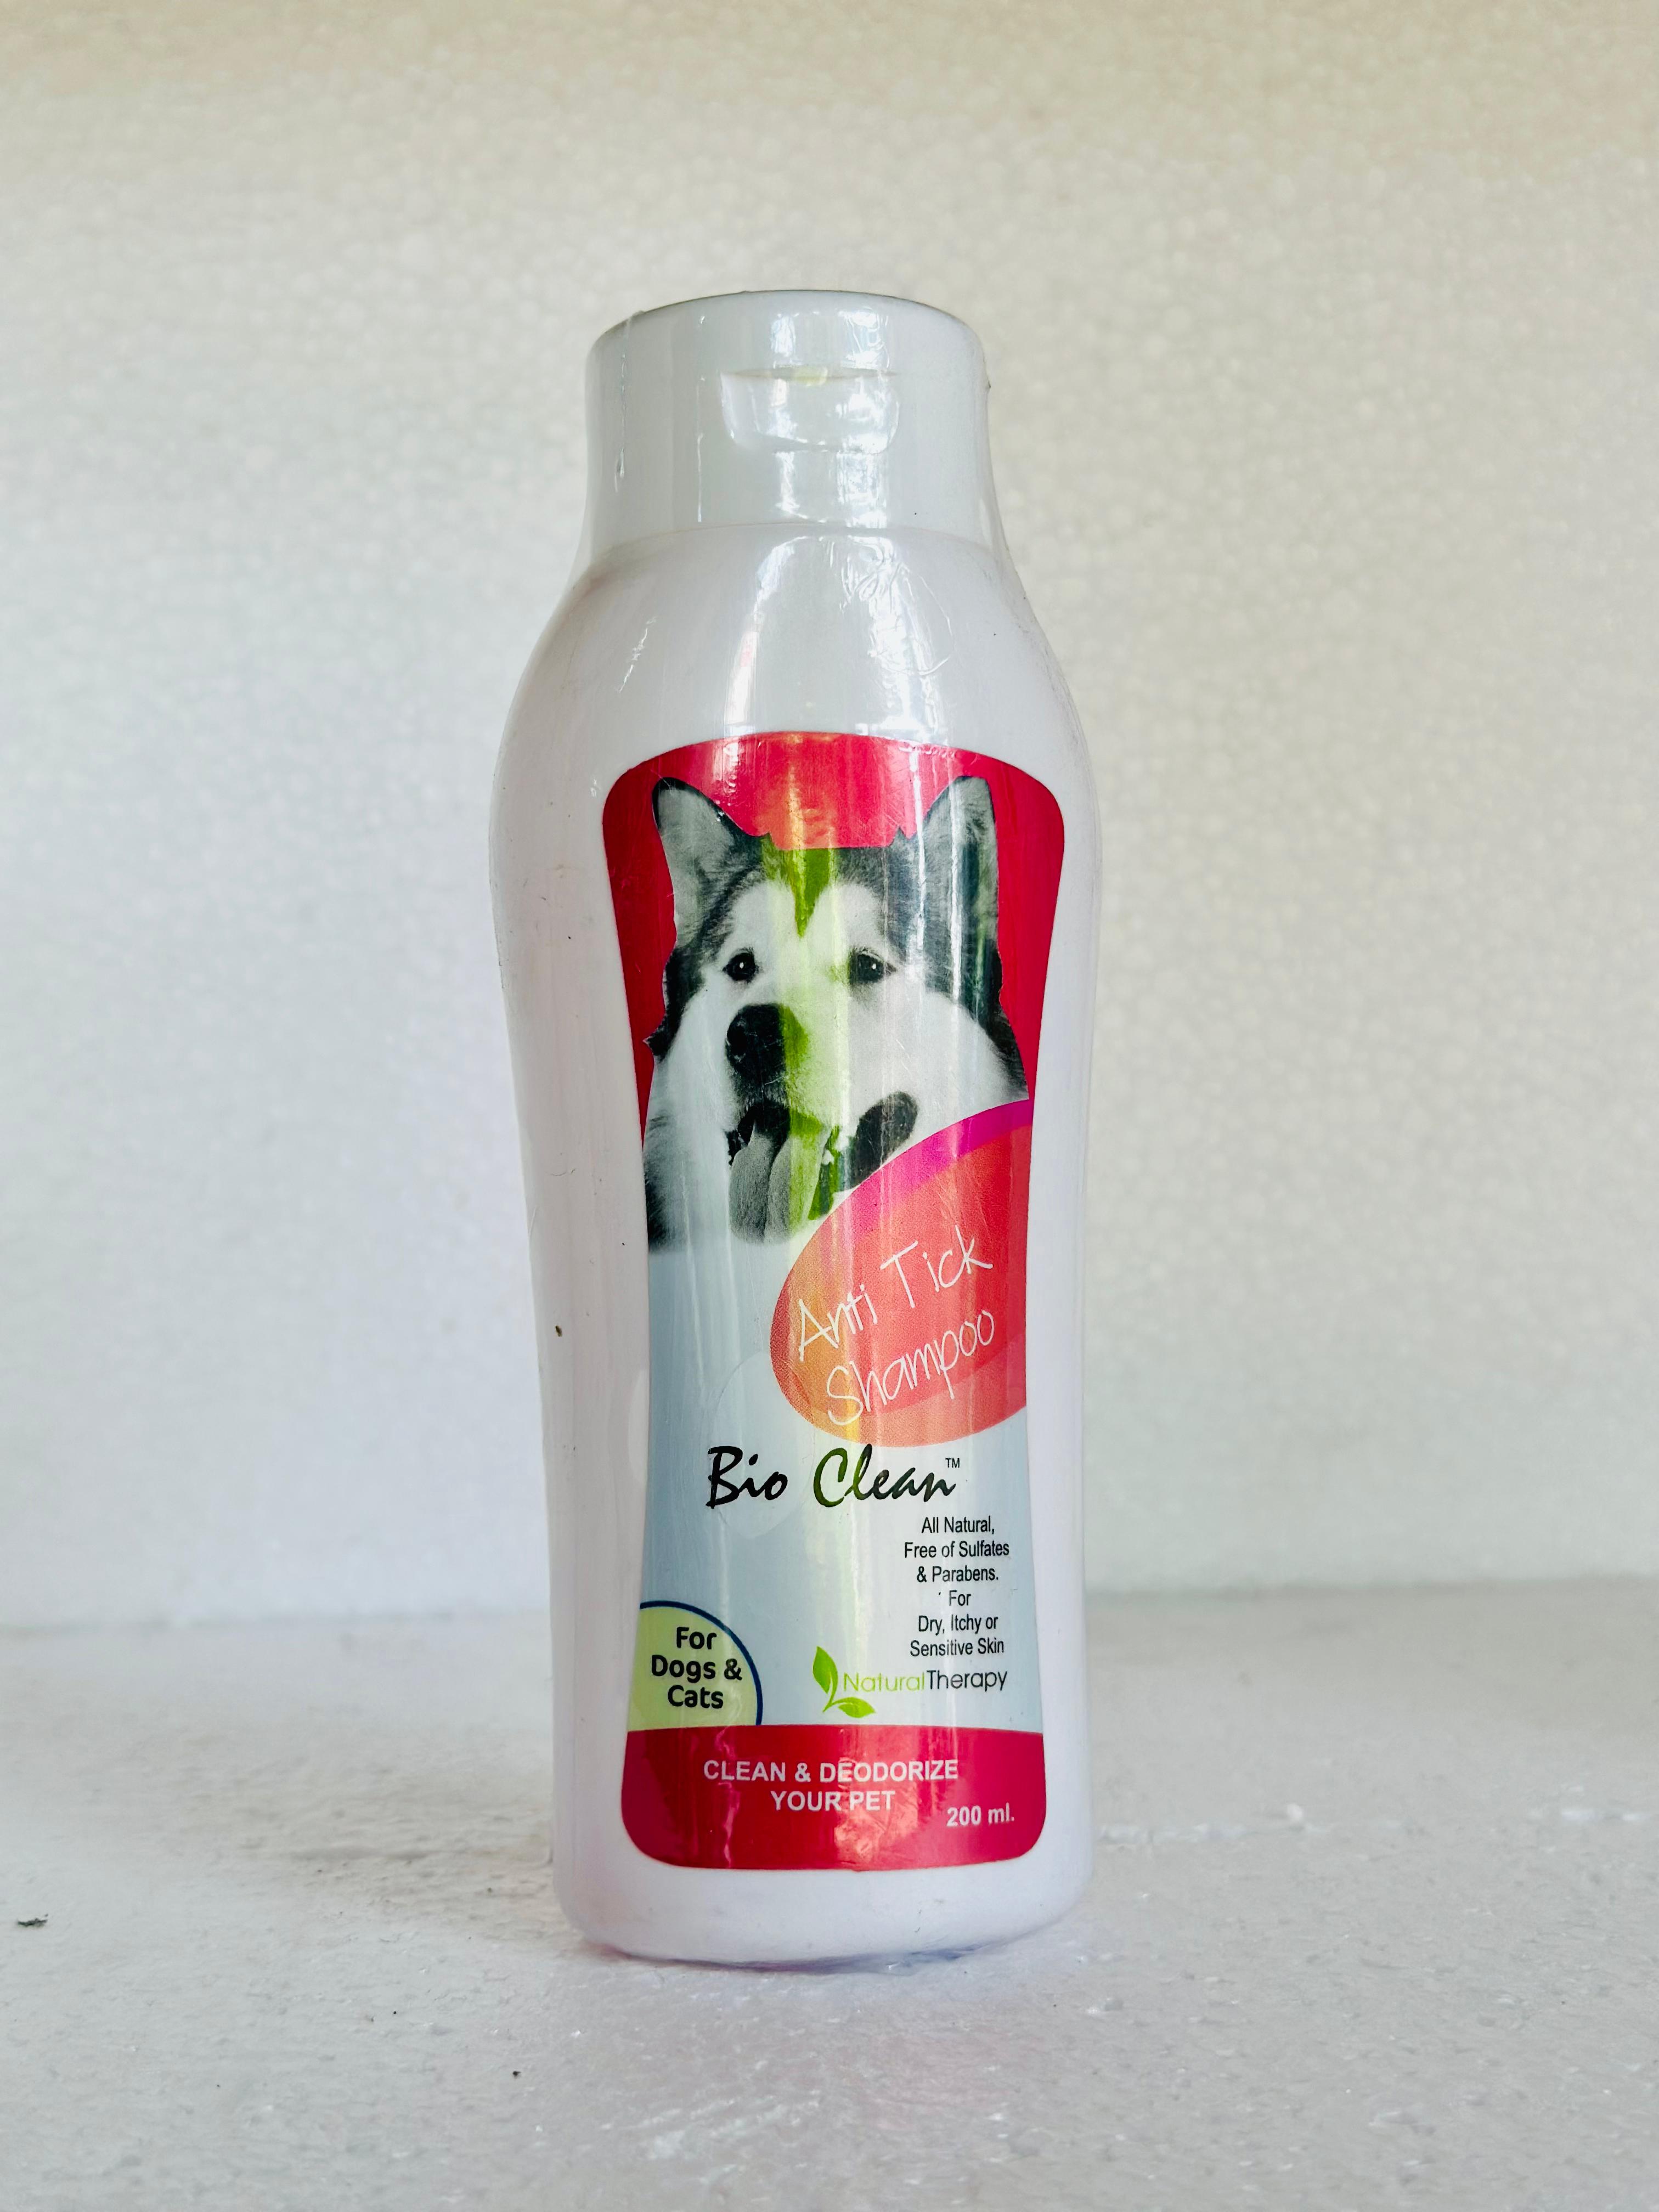 Anti Tick
Shampoo
Bio Clean™
All Natural,
Free of Sulfates
& Parabens.
For
Dry, Itchy or
Sensitive Skin
NaturalTherapy
For
Dogs &
Cats
CLEAN & DEODORIZE
YOUR PET
200 ml.